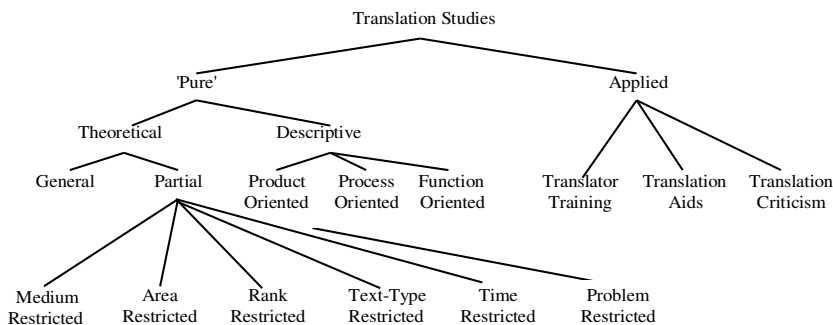 Translation Studies
'Pure'
Applied
Theoretical
Descriptive
General
Partial
Product
Oriented
Process
Oriented
Function
Oriented
Translator
Training
Translation
Aids
Translation
Criticism
Medium
Restricted
Area
Restricted
Rank
Restricted
Text-Type
Restricted
Time
Restricted
Problem
Restricted